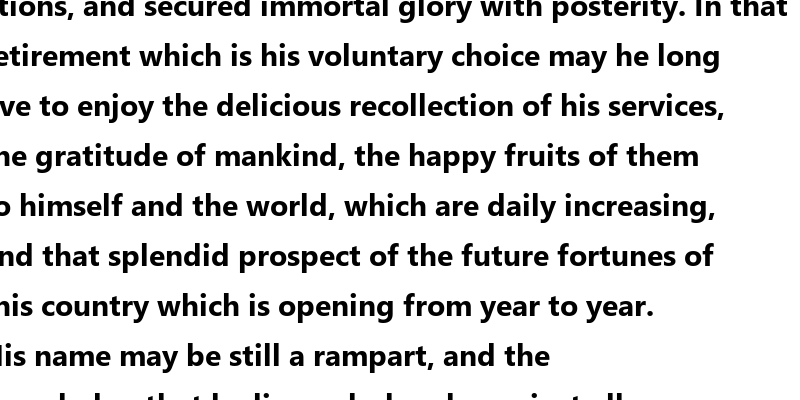 tions, and secured immortal glory with posterity. In that
etirement which is his voluntary choice may he long
ve to enjoy the delicious recollection of his services,
he gratitude of mankind, the happy fruits of them
o himself and the world, which are daily increasing,
nd that splendid prospect of the future fortunes of
his country which is opening from year to year.
His name may be still a rampart, and the